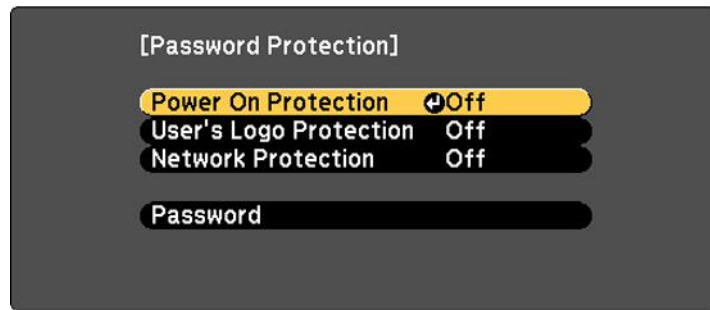 [Password Protection]
Power On Protection Off
User's Logo Protection Off
Network Protection Off
Password